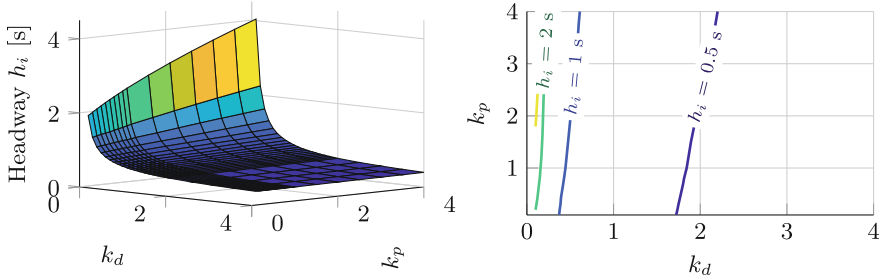 Headway h_i [s]
4
2
0
0
2
4
k_d
0
2
4
k_p
k_p
4
3
2
1
0
1
2
3
4
k_d
h_i = 2 s
h_i = 1 s
h_i = 0.5 s